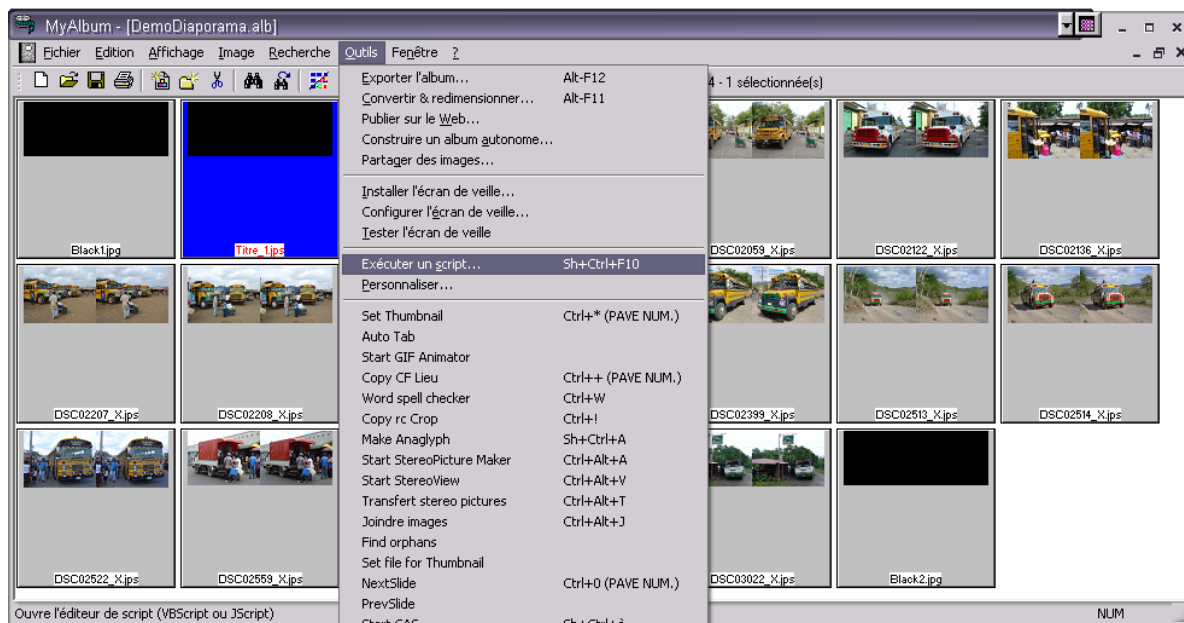 MyAlbum - [DemoDiaporama.alb]
Fichier Edition Affichage Image Recherche Outils Fenêtre ?
4 - 1 sélectionnée(s)
Exporter l'album... Alt-F12
Convertir & redimensionner... Alt-F11
Publier sur le Web...
Construire un album autonome...
Partager des images...
Installer l'écran de veille...
Configurer l'écran de veille...
Tester l'écran de veille
Exécuter un script... Sh+Ctrl+F10
Personnaliser...
Set Thumbnail Ctrl+* (PAVE NUM.)
Auto Tab
Start GIF Animator
Copy CF Lieu Ctrl++ (PAVE NUM.)
Word spell checker Ctrl+W
Copy rc Crop Ctrl+!
Make Anaglyph Sh+Ctrl+A
Start StereoPicture Maker Ctrl+Alt+A
Start StereoView Ctrl+Alt+V
Transfert stereo pictures Ctrl+Alt+T
Joindre images Ctrl+Alt+J
Find orphans
Set file for Thumbnail
NextSlide Ctrl+0 (PAVE NUM.)
PrevSlide
Black1.jpg Titre_1.jps DSC02059_X.jps DSC02122_X.jps DSC02136_X.jps
DSC02207_X.jps DSC02208_X.jps DSC02399_X.jps DSC02513_X.jps DSC02514_X.jps
DSC02522_X.jps DSC02559_X.jps DSC03022_X.jps Black2.jpg
Ouvre l'éditeur de script (VBScript ou JScript) NUM